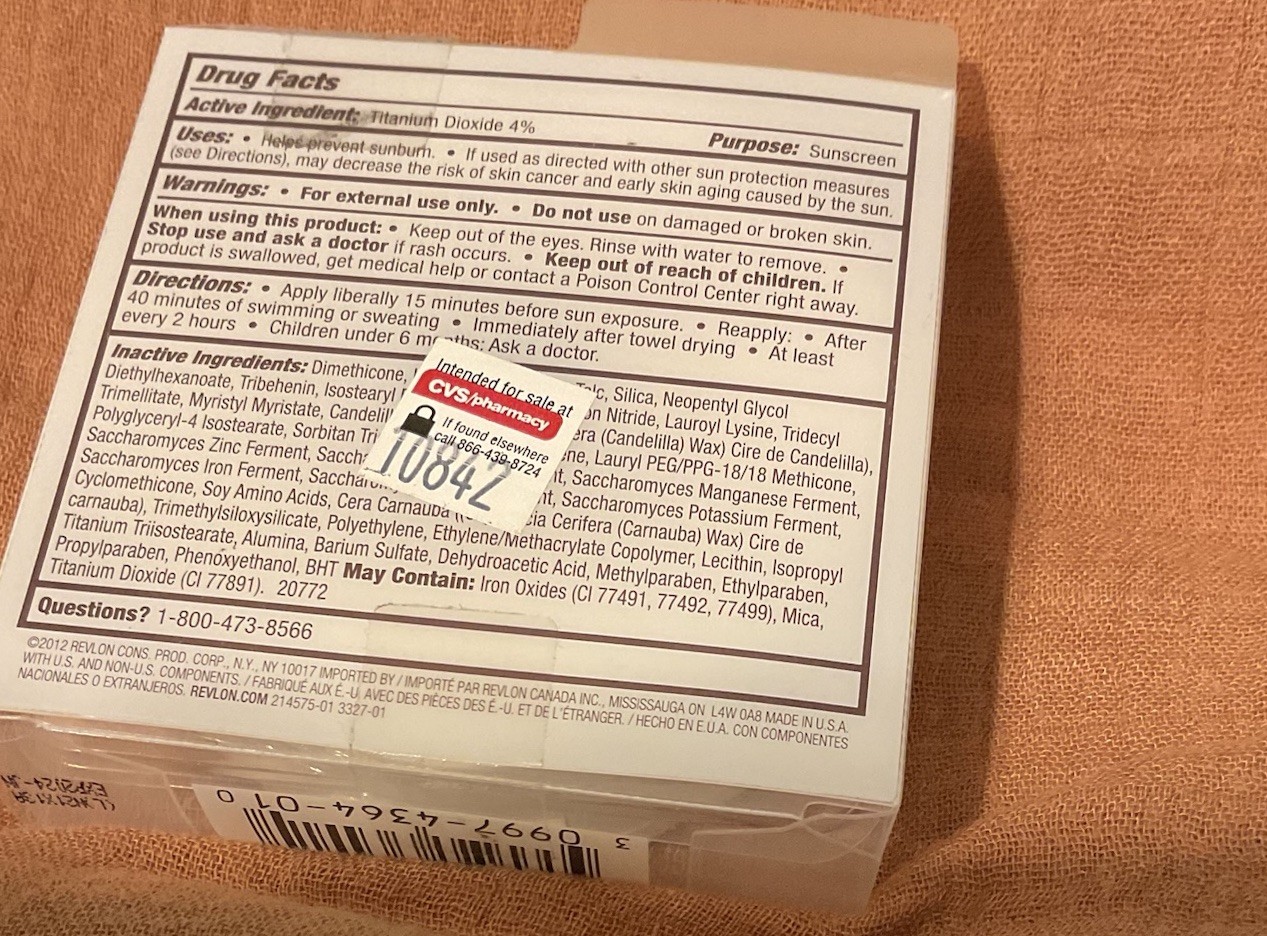 Drug Facts
Active Ingredient: Titanium Dioxide 4% Purpose: Sunscreen
Uses: • Helps prevent sunburn. • If used as directed with other sun protection measures
(see Directions), may decrease the risk of skin cancer and early skin aging caused by the sun.
Warnings: • For external use only. • Do not use on damaged or broken skin.
When using this product: • Keep out of the eyes. Rinse with water to remove. •
Stop use and ask a doctor if rash occurs. • Keep out of reach of children. If
product is swallowed, get medical help or contact a Poison Control Center right away.
Directions: • Apply liberally 15 minutes before sun exposure. • Reapply: • After
40 minutes of swimming or sweating • Immediately after towel drying • At least
every 2 hours • Children under 6 m ths: Ask a doctor.
Inactive Ingredients: Dimethicone, Talc, Silica, Neopentyl Glycol
Diethylhexanoate, Tribehenin, Isostearyl on Nitride, Lauroyl Lysine, Tridecyl
Trimellitate, Myristyl Myristate, Candelil era (Candelilla) Wax) Cire de Candelilla),
Polyglyceryl-4 Isostearate, Sorbitan Tri ne, Lauryl PEG/PPG-18/18 Methicone,
Saccharomyces Zinc Ferment, Saccha t, Saccharomyces Manganese Ferment,
Saccharomyces Iron Ferment, Saccharom nt, Saccharomyces Potassium Ferment,
Cyclomethicone, Soy Amino Acids, Cera Carnauba (( cia Cerifera (Carnauba) Wax) Cire de
carnauba), Trimethylsiloxysilicate, Polyethylene, Ethylene/Methacrylate Copolymer, Lecithin, Isopropyl
Titanium Triisostearate, Alumina, Barium Sulfate, Dehydroacetic Acid, Methylparaben, Ethylparaben,
Propylparaben, Phenoxyethanol, BHT May Contain: Iron Oxides (CI 77491, 77492, 77499), Mica,
Titanium Dioxide (CI 77891). 20772
Intended for sale at
CVS/pharmacy
If found elsewhere
call 866-439-8724
10842
Questions? 1-800-473-8566
©2012 REVLON CONS. PROD. CORP., N.Y., NY 10017 IMPORTED BY / IMPORTÉ PAR REVLON CANADA INC., MISSISSAUGA ON L4W 0A8 MADE IN U.S.A.
WITH U.S. AND NON-U.S. COMPONENTS. / FABRIQUÉ AUX É.-U. AVEC DES PIÈCES DES É.-U. ET DE L'ÉTRANGER. / HECHO EN E.U.A. CON COMPONENTES
NACIONALES O EXTRANJEROS. REVLON.COM 214575-01 3327-01
3 0997-4364-01 0